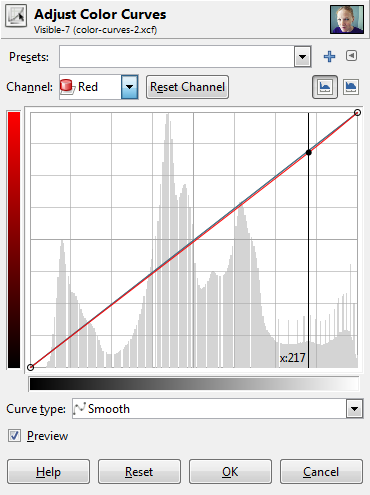 Adjust Color Curves
Visible-7 (color-curves-2.xcf)
Presets:
Channel: Red Reset Channel
x:217
Curve type: Smooth
Preview
Help Reset OK Cancel